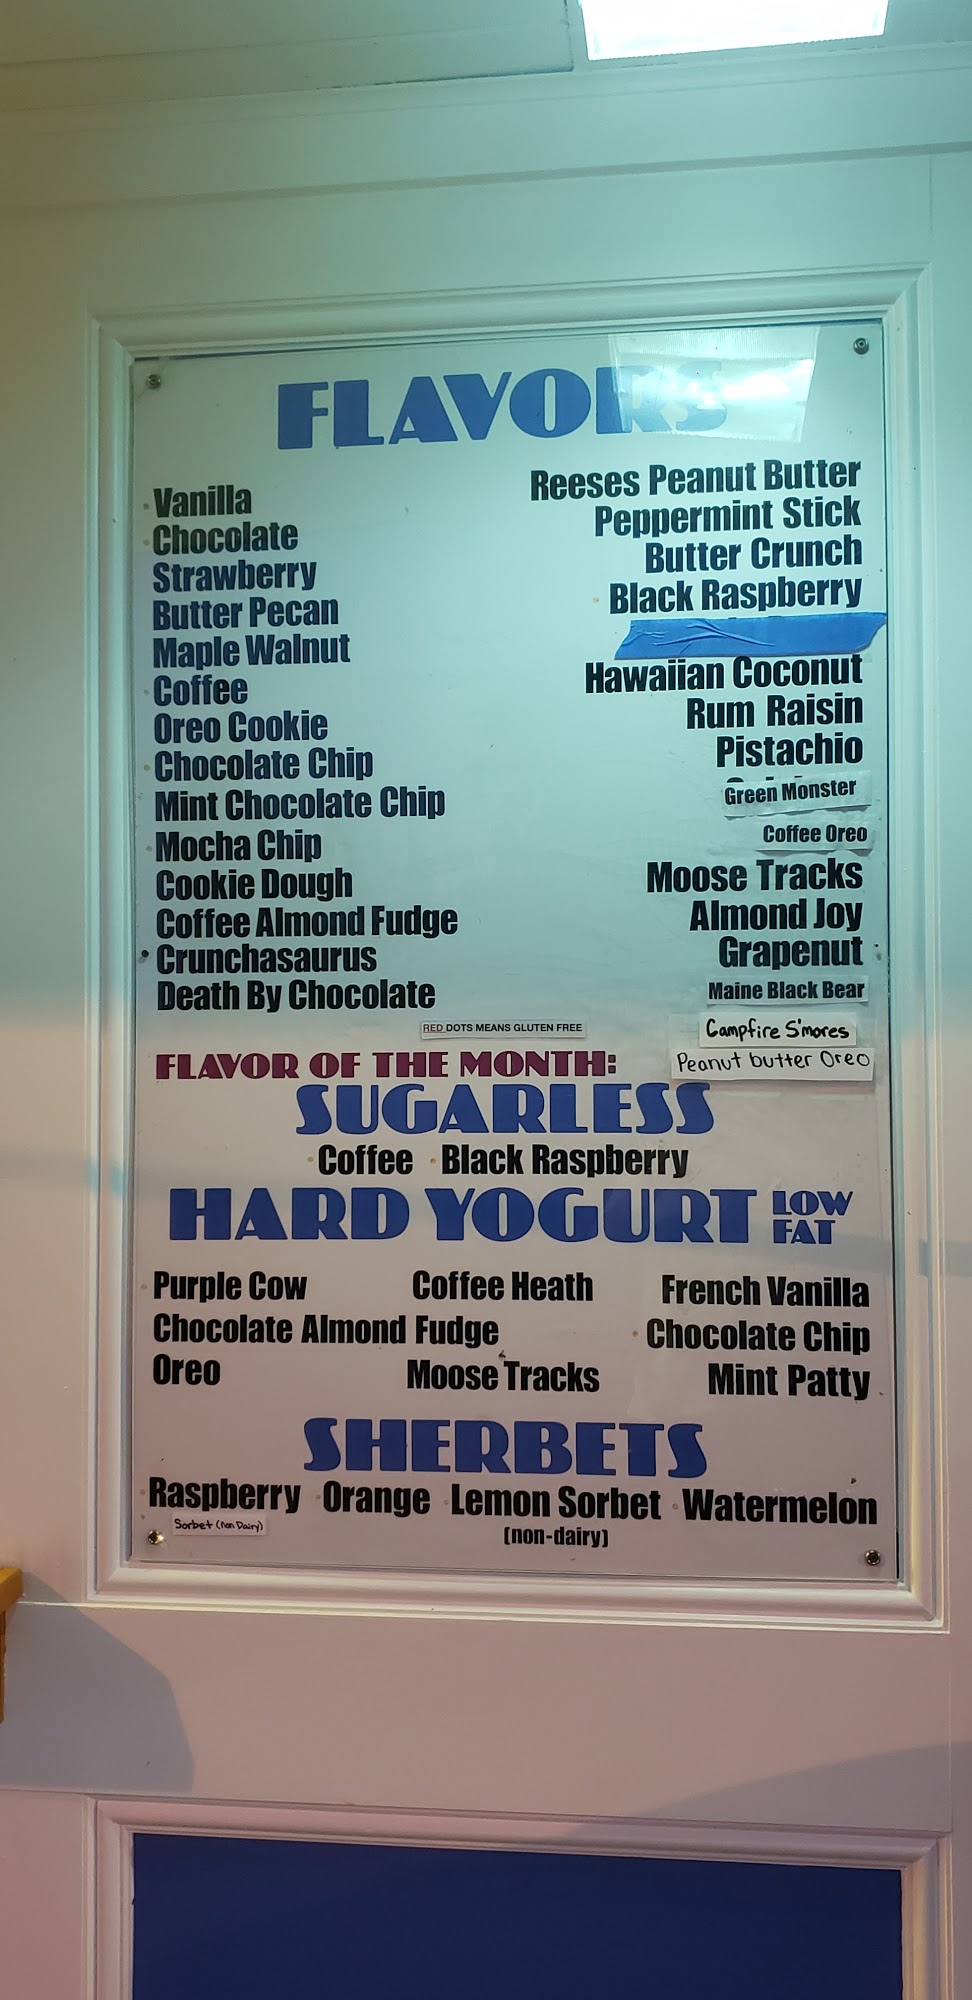 FLAVORS
Vanilla
Chocolate
Strawberry
Butter Pecan
Maple Walnut
Coffee
Oreo Cookie
Chocolate Chip
Mint Chocolate Chip
Mocha Chip
Cookie Dough
Coffee Almond Fudge
Crunchasaurus
Death By Chocolate
Reeses Peanut Butter
Peppermint Stick
Butter Crunch
Black Raspberry
Hawaiian Coconut
Rum Raisin
Pistachio
Green Monster
Coffee Oreo
Moose Tracks
Almond Joy
Grapenut
Maine Black Bear
Campfire S'mores
Peanut butter Oreo
RED DOTS MEANS GLUTEN FREE
FLAVOR OF THE MONTH:
SUGARLESS
Coffee Black Raspberry
HARD YOGURT LOW FAT
Purple Cow Coffee Heath French Vanilla
Chocolate Almond Fudge Chocolate Chip
Oreo Moose Tracks Mint Patty
SHERBETS
Raspberry Orange Lemon Sorbet Watermelon
Sorbet (non Dairy)
(non-dairy)